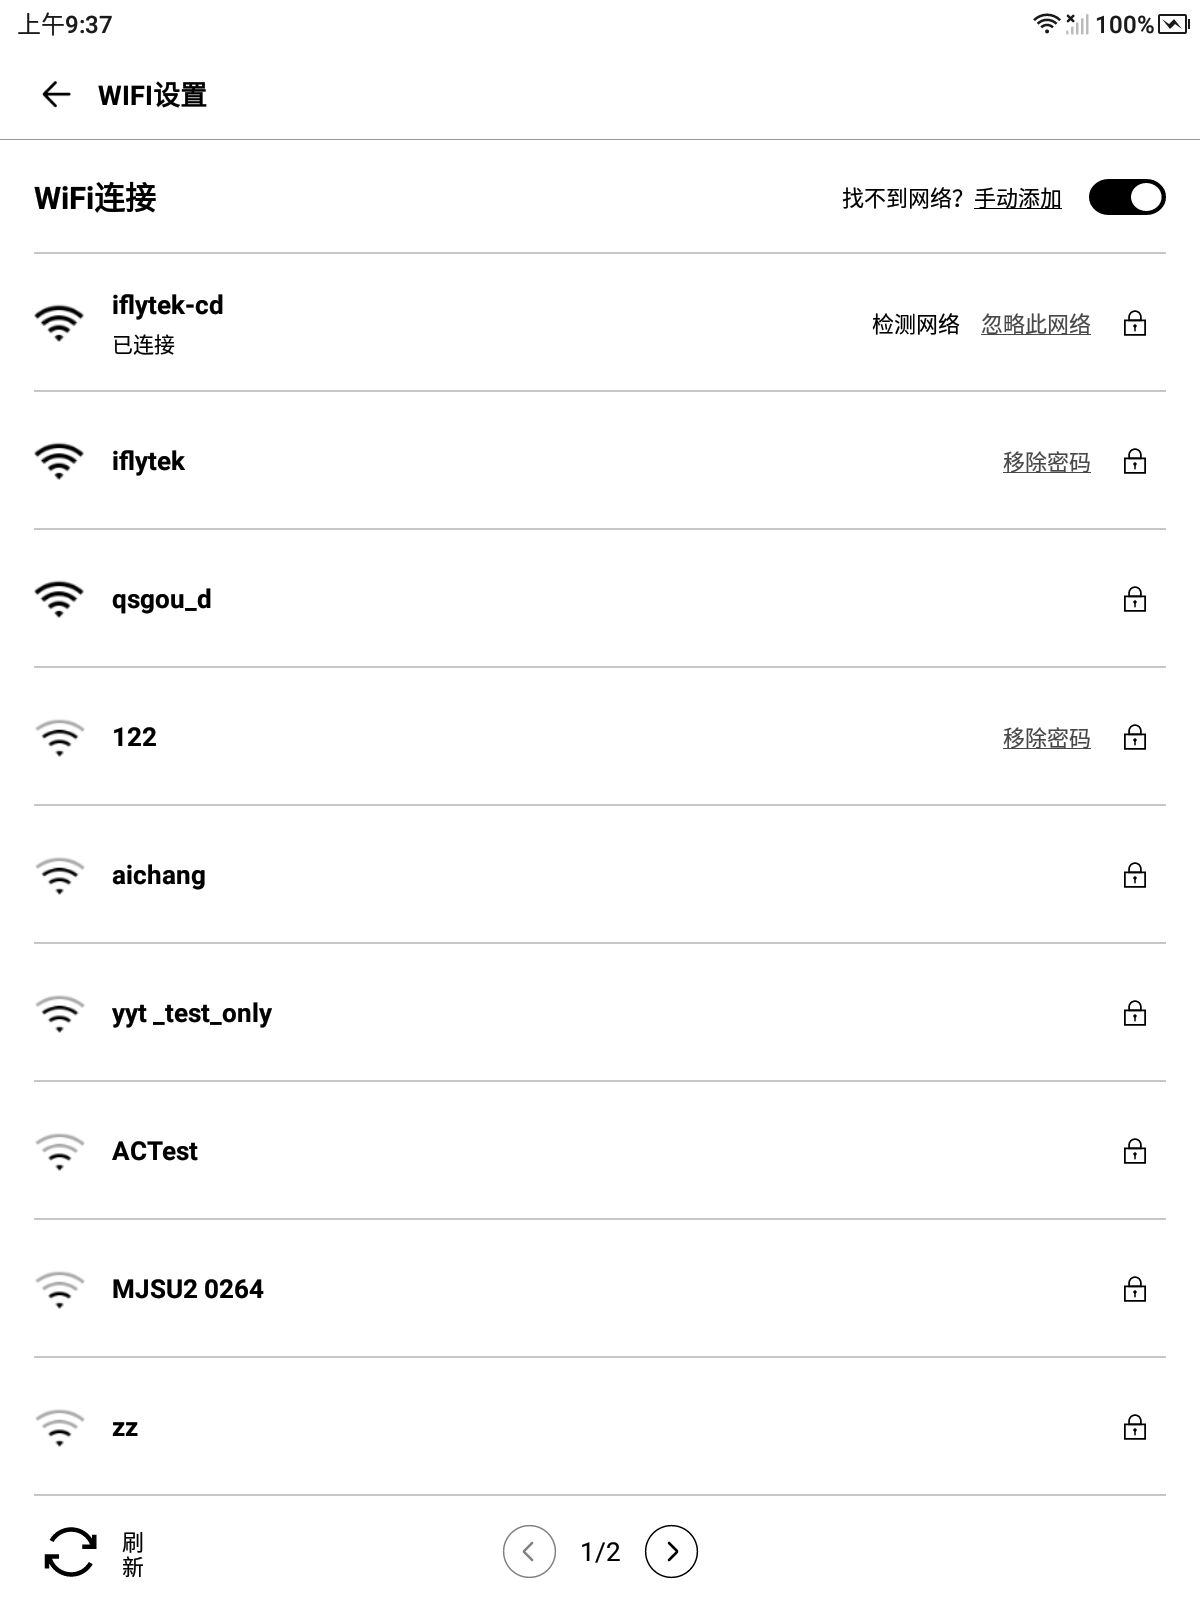 上午9:37
100%
WIFI设置
WiFi连接
找不到网络? 手动添加
iflytek-cd
已连接
检测网络 忽略此网络
iflytek
移除密码
qsgou_d
122
移除密码
aichang
yyt _test_only
ACTest
MJSU2 0264
zz
刷
新
1/2